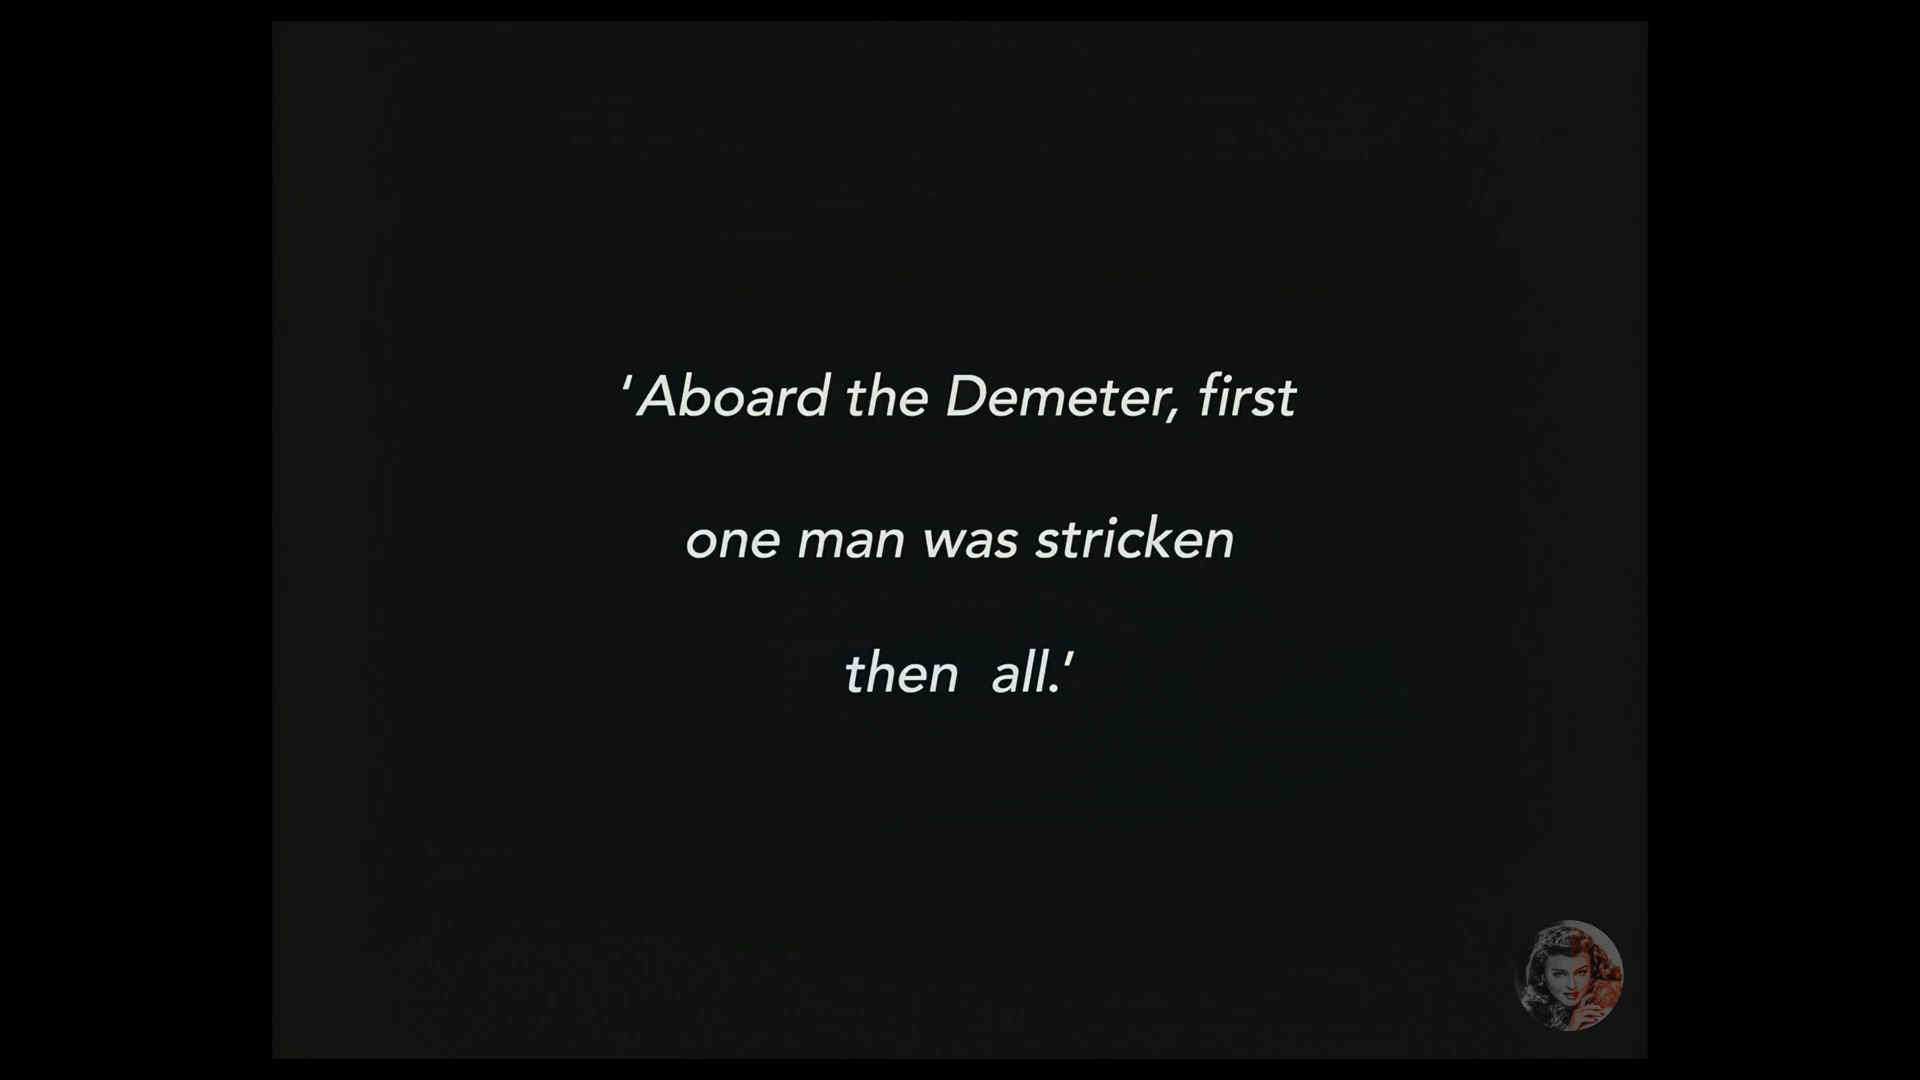 ‘Aboard the Demeter, first
one man was stricken
then all.’